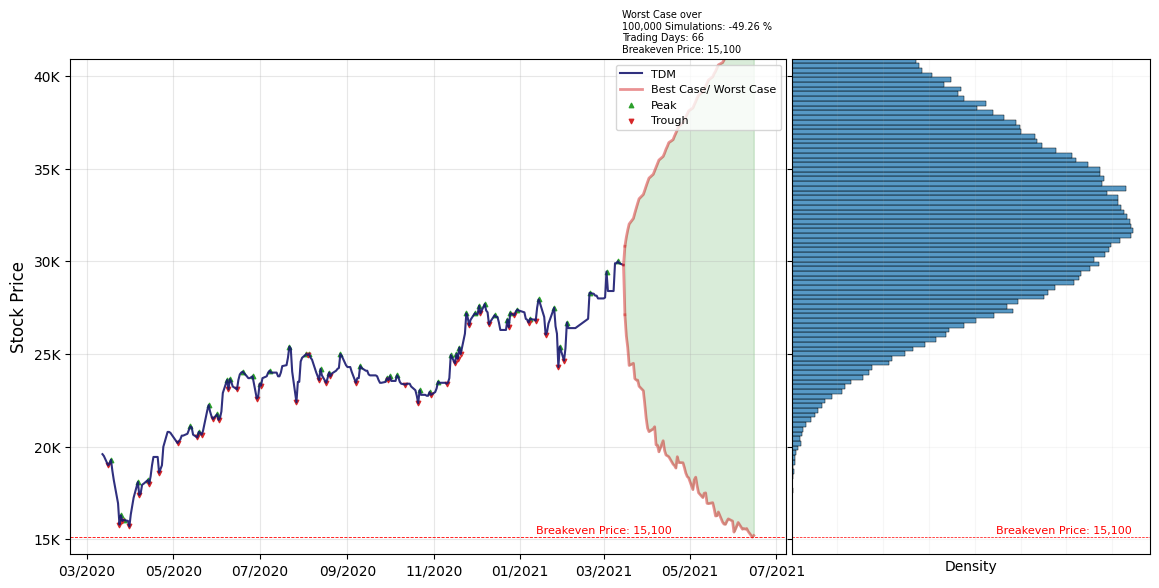 Worst Case over
100,000 Simulations: -49.26 %
Trading Days: 66
Breakeven Price: 15,100
TDM
Best Case/ Worst Case
Peak
Trough
40K
35K
30K
25K
20K
15K
Stock Price
Breakeven Price: 15,100
Breakeven Price: 15,100
03/2020 05/2020 07/2020 09/2020 11/2020 01/2021 03/2021 05/2021 07/2021
Density